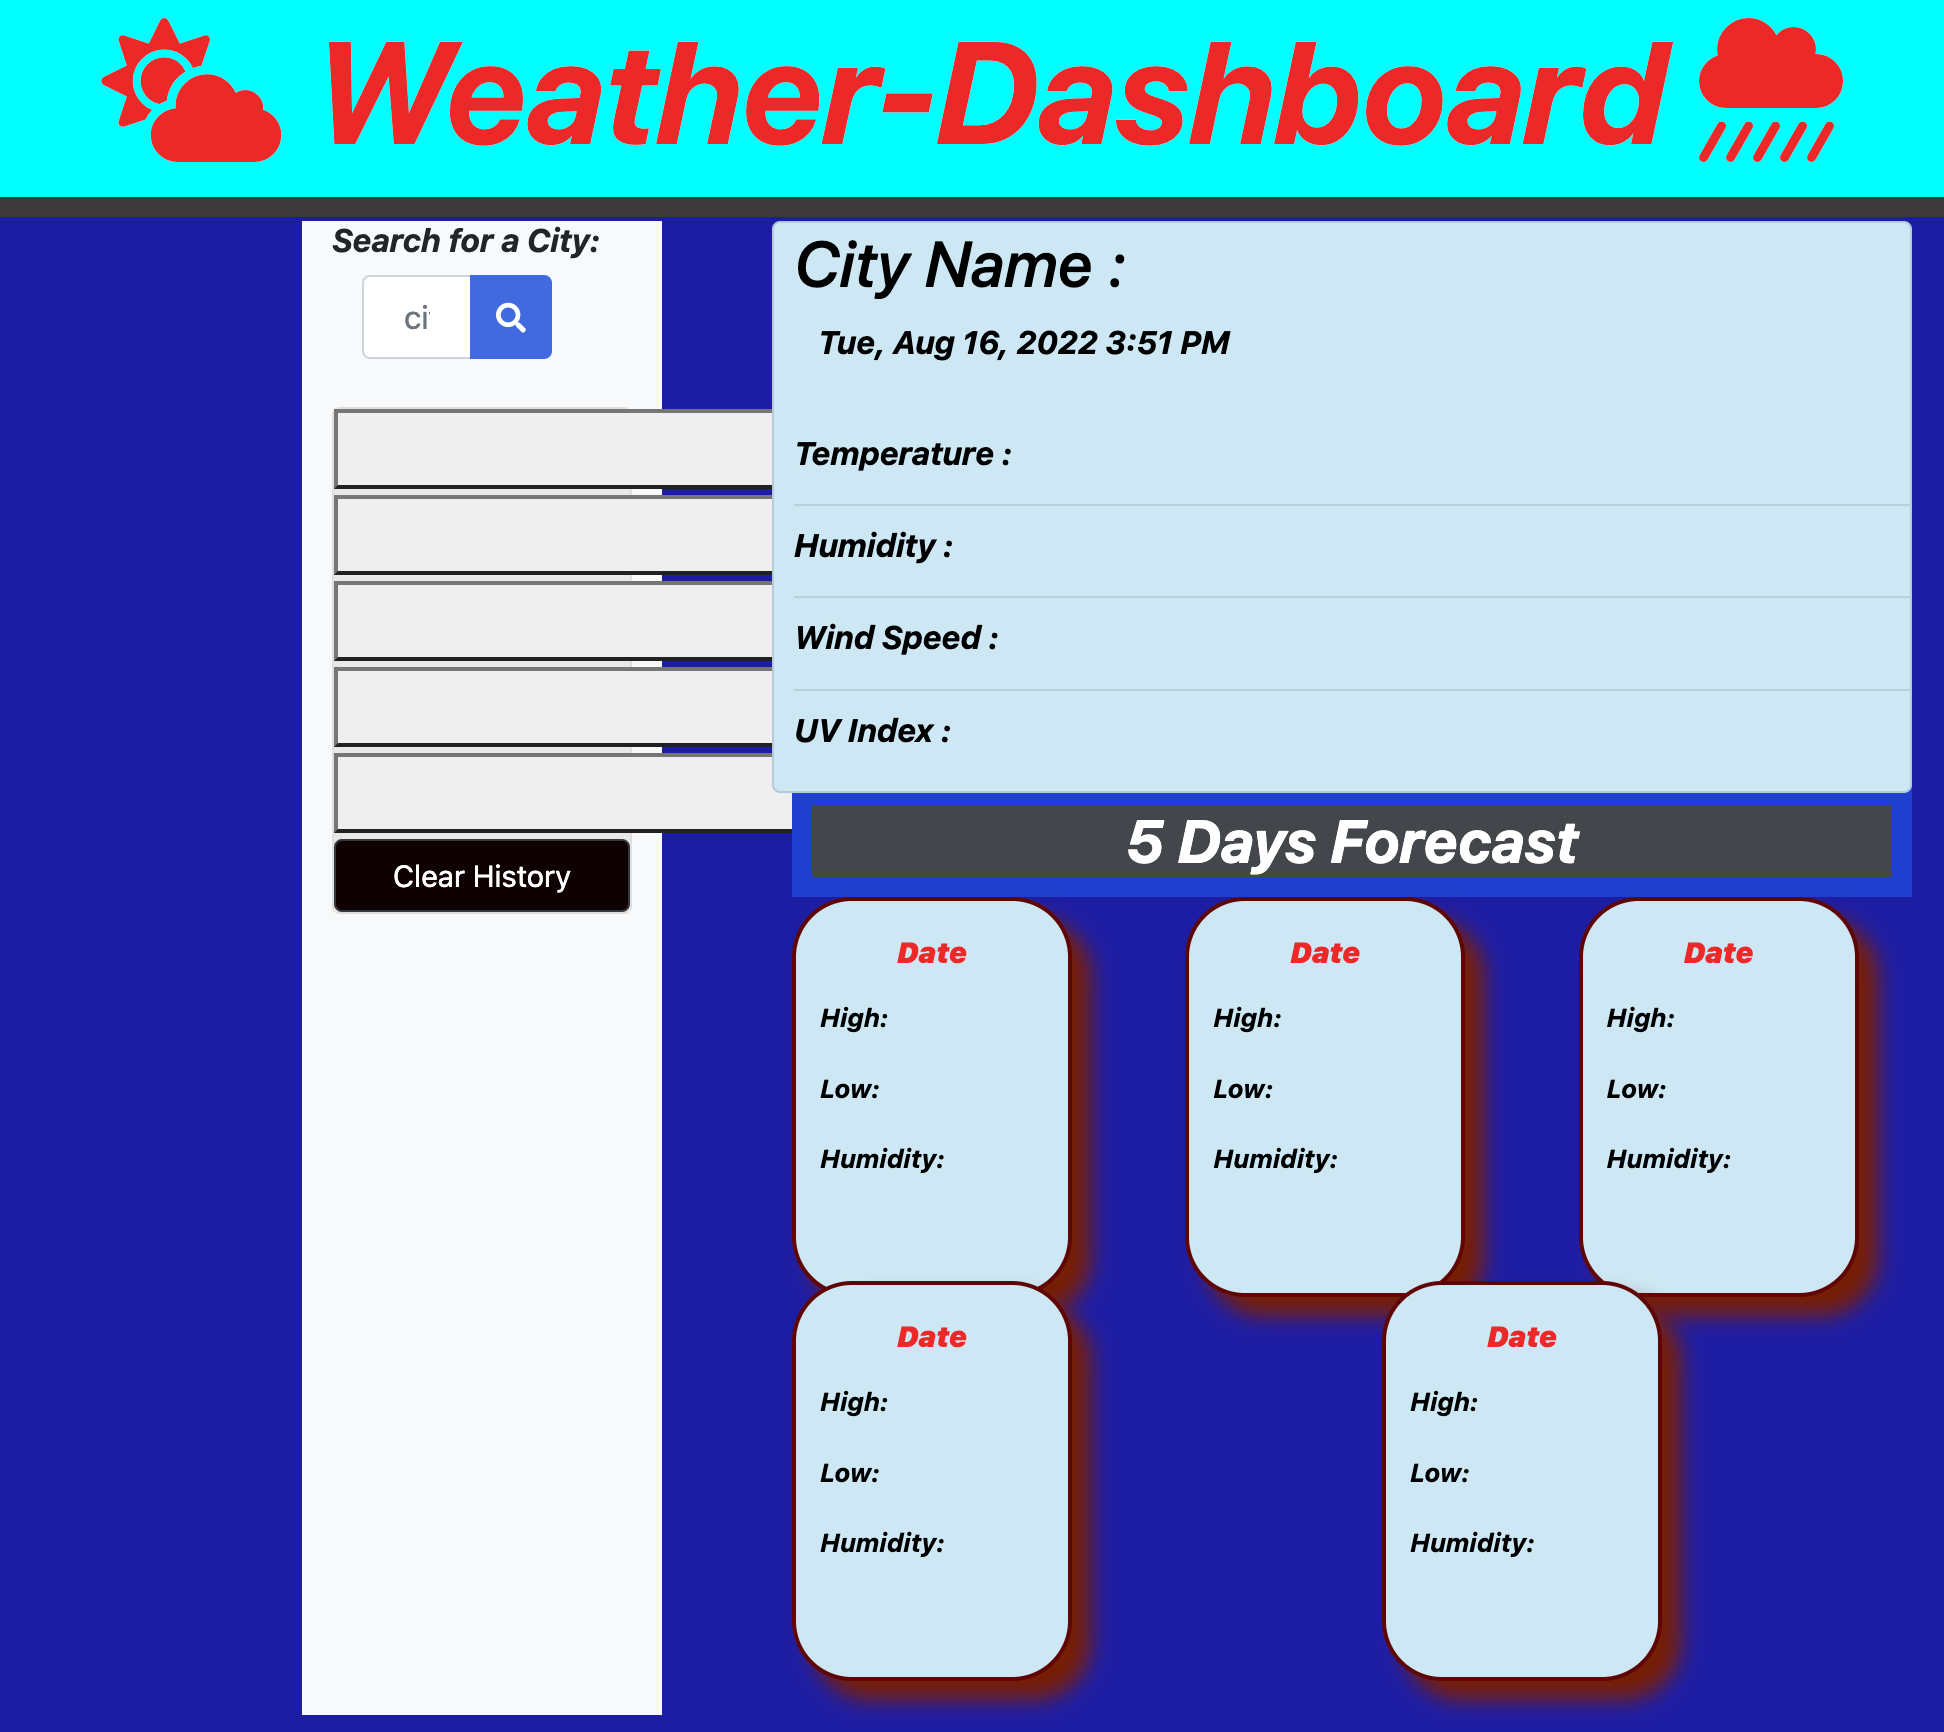 Weather-Dashboard
Search for a City:
ci
Clear History
City Name :
Tue, Aug 16, 2022 3:51 PM
Temperature :
Humidity :
Wind Speed :
UV Index :
5 Days Forecast
Date
High:
Low:
Humidity:
Date
High:
Low:
Humidity:
Date
High:
Low:
Humidity:
Date
High:
Low:
Humidity:
Date
High:
Low:
Humidity: